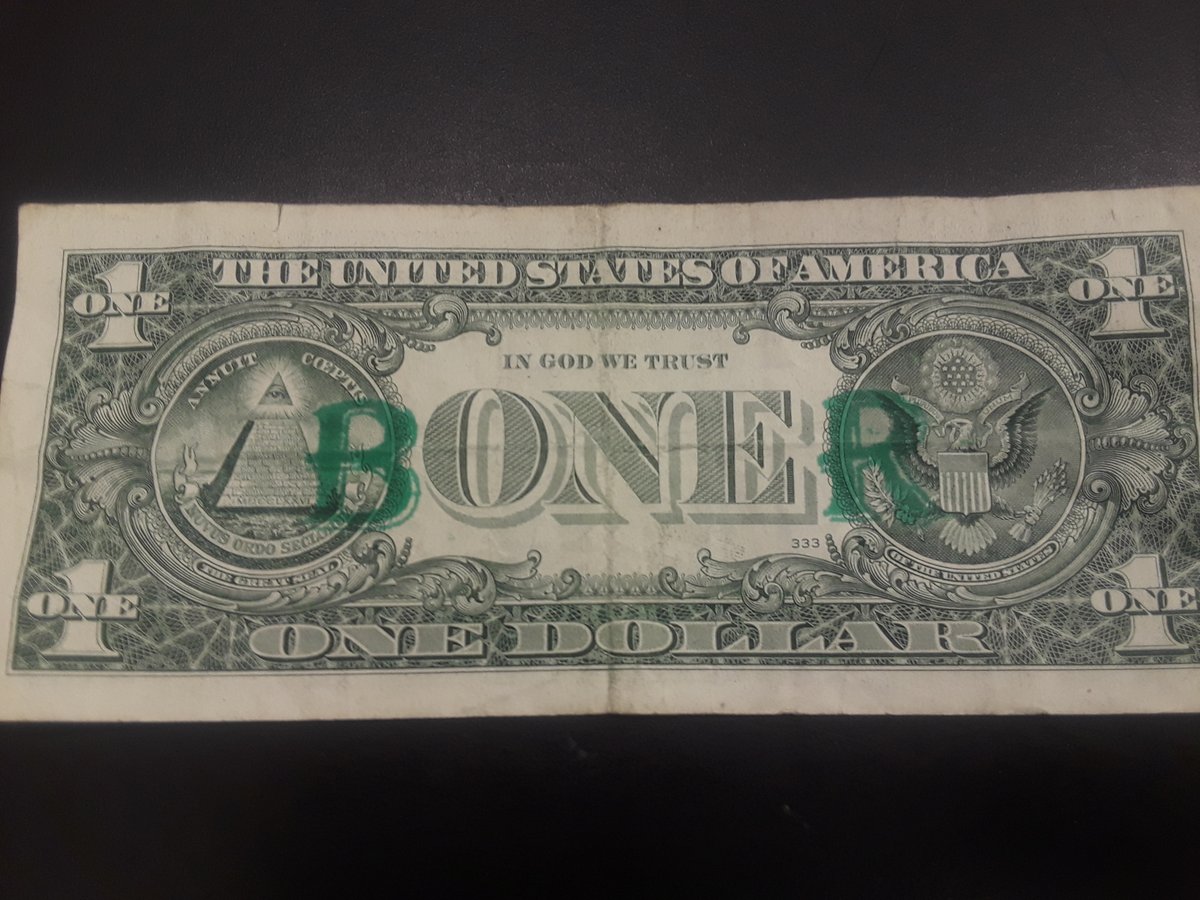 THE UNITED STATES OF AMERICA
1 ONE
1 ONE
ANNUIT CŒPTIS
IN GOD WE TRUST
BONER
NOVUS ORDO SECLORUM
333
THE GREAT SEAL
OF THE UNITED STATES
1 ONE
ONE DOLLAR
1 ONE